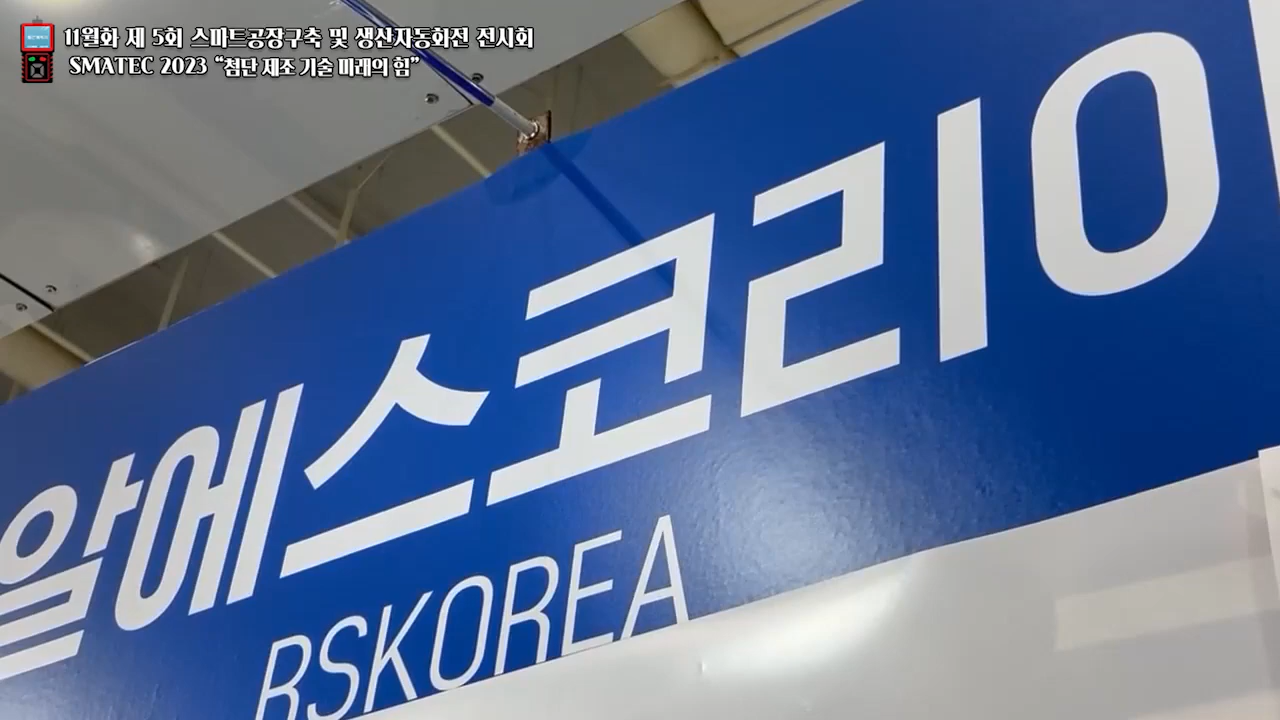 11월화 제 5회 스마트공장구축 및 생산자동화전 전시회
SMATEC 2023 “첨단 제조 기술 미래의 힘”
알에스코리아
RSKOREA